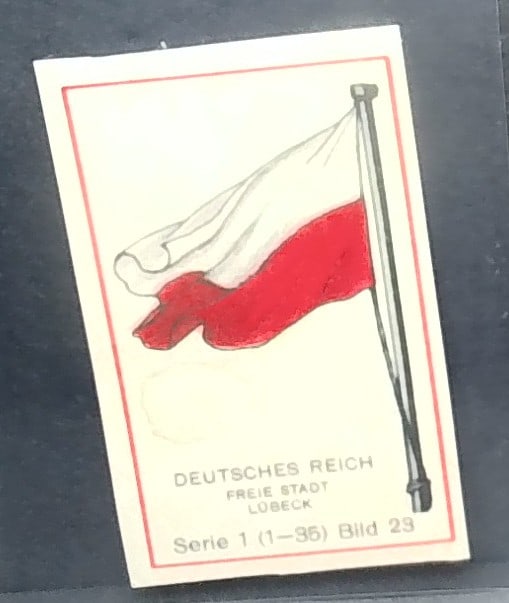 DEUTSCHES REICH
FREIE STADT
LÜBECK
Serie 1 (1—35) Bild 23